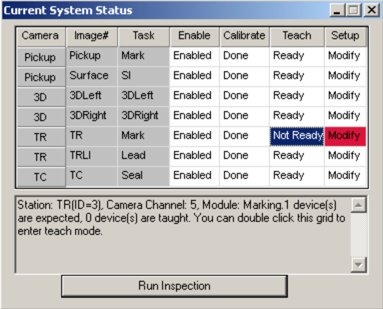 Current System Status
Camera Image# Task Enable Calibrate Teach Setup
Pickup Pickup Mark Enabled Done Ready Modify
Pickup Surface SI Enabled Done Ready Modify
3D 3DLeft 3DLeft Enabled Done Ready Modify
3D 3DRight 3DRight Enabled Done Ready Modify
TR TR Mark Enabled Done Not Ready Modify
TR TRLI Lead Enabled Done Ready Modify
TC TC Seal Enabled Done Ready Modify
Station: TR(ID=3), Camera Channel: 5, Module: Marking.1 device(s)
are expected, 0 device(s) are taught. You can double click this grid to
enter teach mode.
Run Inspection